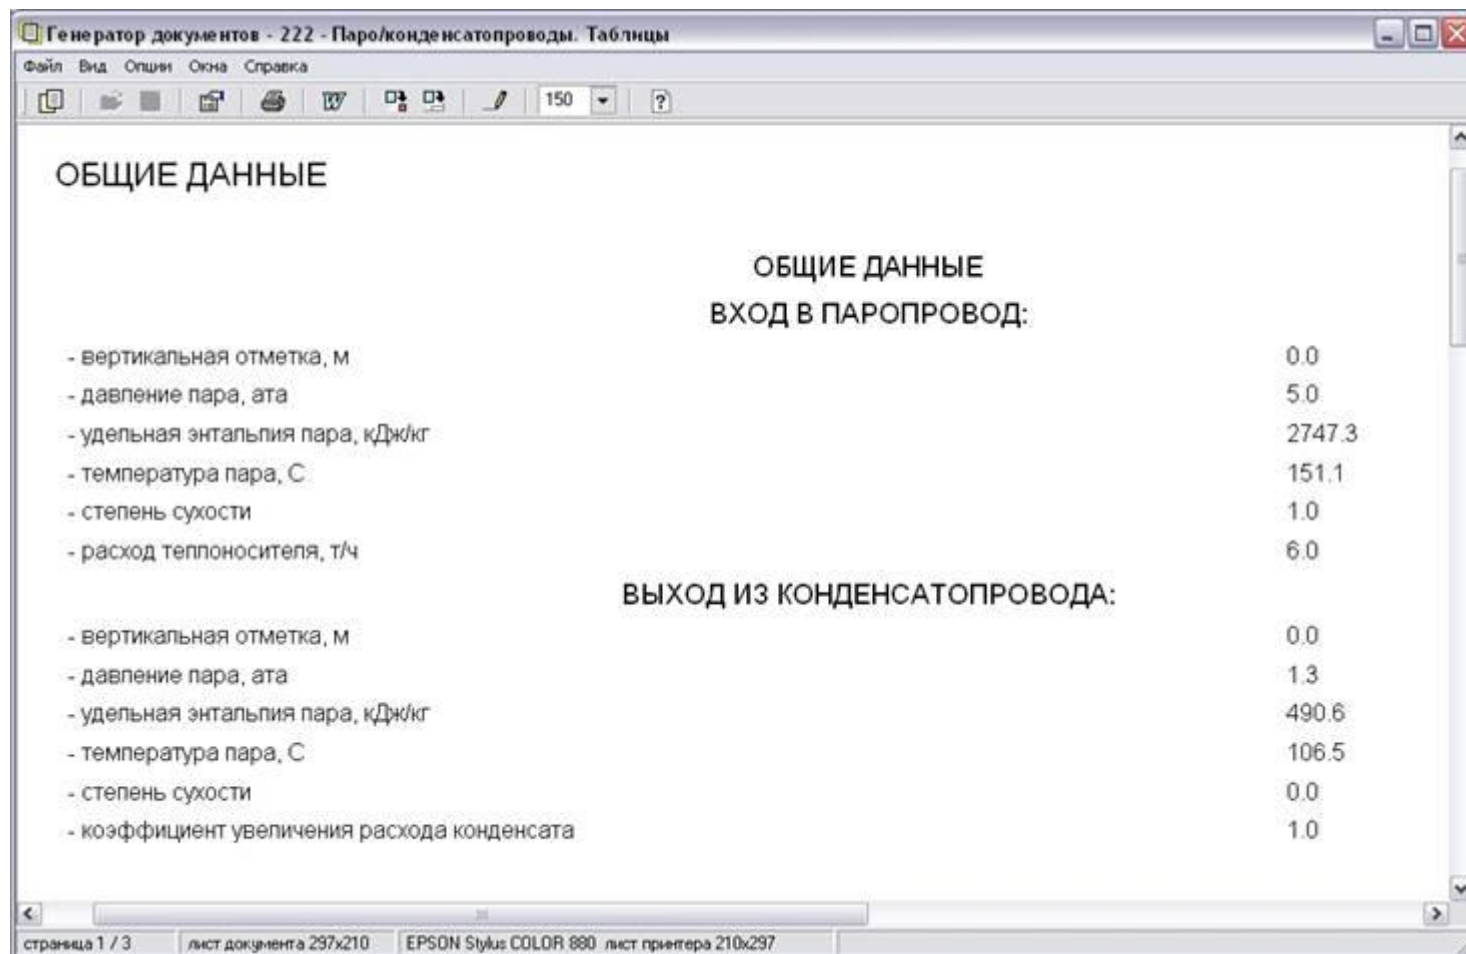 Генератор документов - 222 - Паро/конденсатопроводы. Таблицы
Файл Вид Опции Окна Справка
150
ОБЩИЕ ДАННЫЕ
ОБЩИЕ ДАННЫЕ
ВХОД В ПАРОПРОВОД:
- вертикальная отметка, м 0.0
- давление пара, ата 5.0
- удельная энтальпия пара, кДж/кг 2747.3
- температура пара, С 151.1
- степень сухости 1.0
- расход теплоносителя, т/ч 6.0
ВЫХОД ИЗ КОНДЕНСАТОПРОВОДА:
- вертикальная отметка, м 0.0
- давление пара, ата 1.3
- удельная энтальпия пара, кДж/кг 490.6
- температура пара, С 106.5
- степень сухости 0.0
- коэффициент увеличения расхода конденсата 1.0
страница 1 / 3 лист документа 297x210 EPSON Stylus COLOR 880 лист принтера 210x297